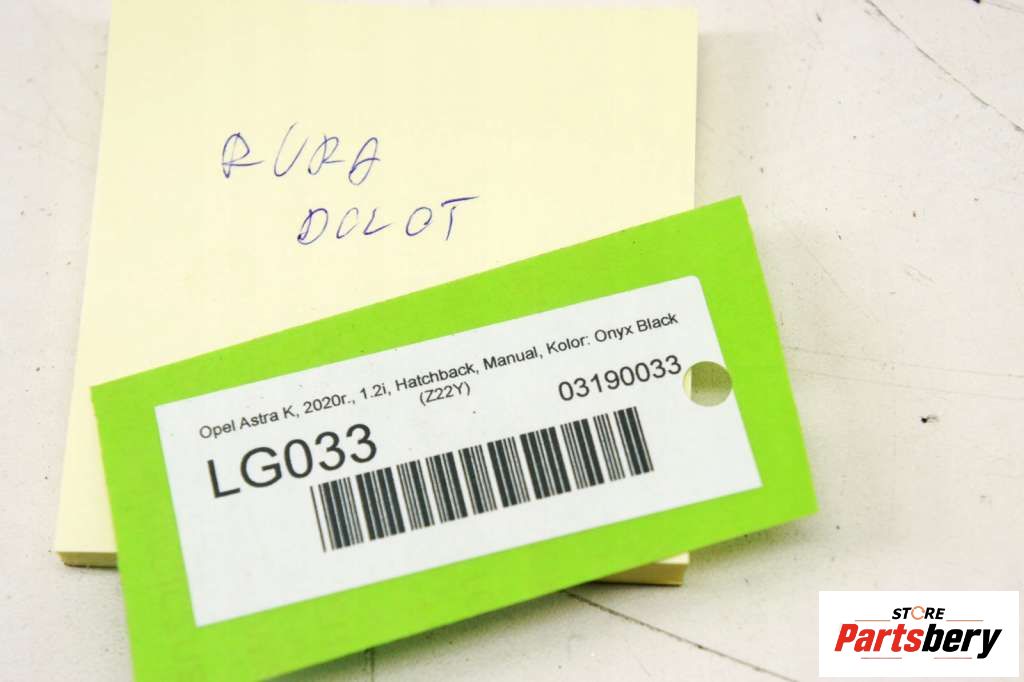 RURA
DOLOT
Opel Astra K, 2020r., 1.2i, Hatchback, Manual, Kolor: Onyx Black
(Z22Y)
LG033
03190033
STORE
Partsbery